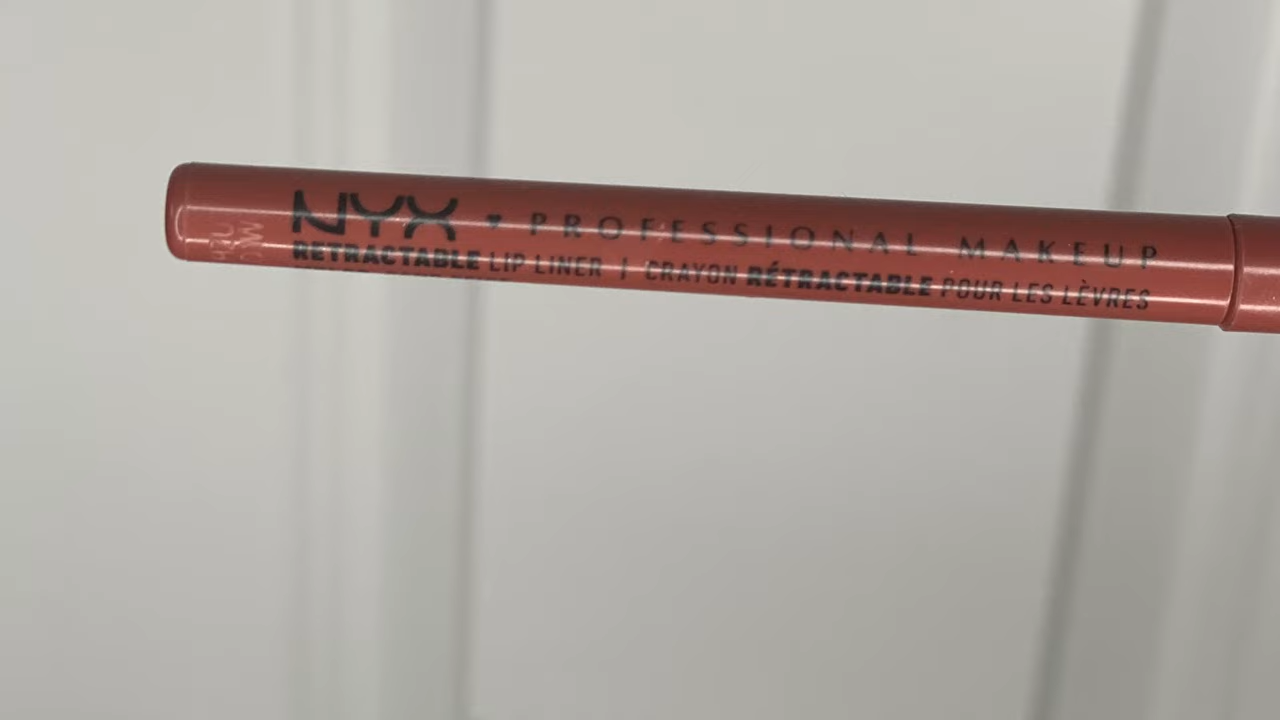 NYX PROFESSIONAL MAKEUP
RETRACTABLE LIP LINER | CRAYON RÉTRACTABLE POUR LES LÈVRES